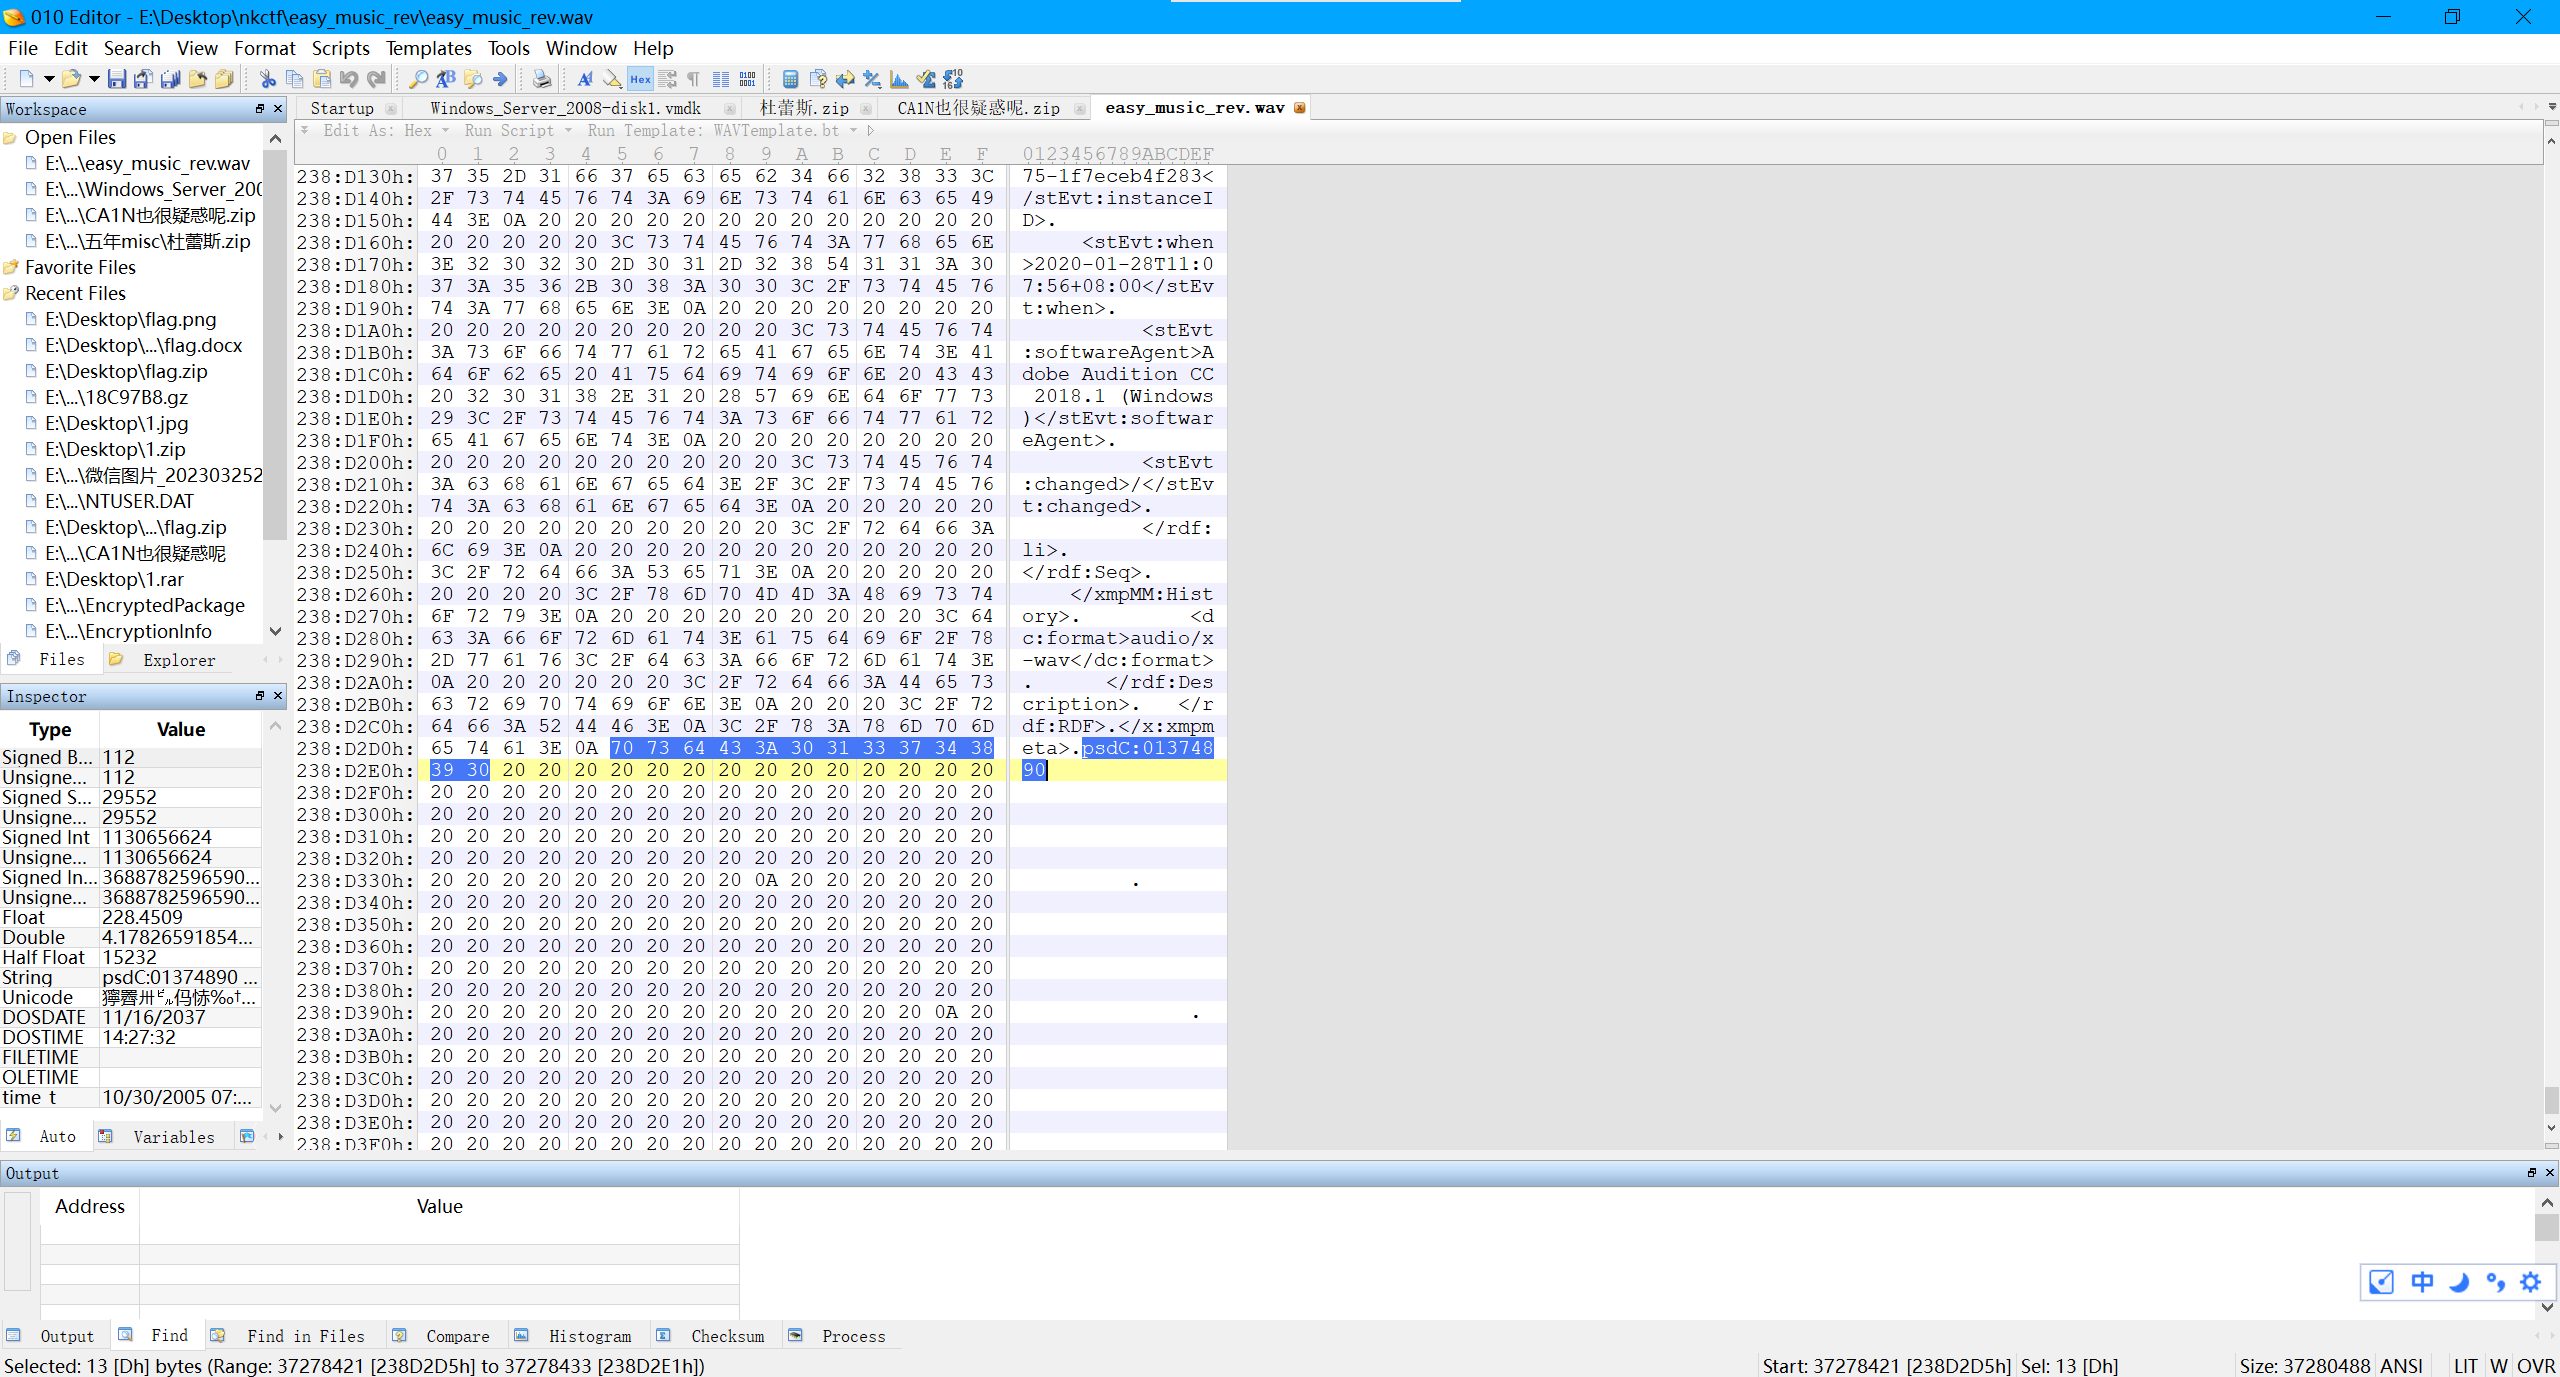 010 Editor - E:\Desktop\nkctf\easy_music_rev\easy_music_rev.wav
File Edit Search View Format Scripts Templates Tools Window Help
Workspace
Open Files
E:\...\easy_music_rev.wav
E:\...\Windows_Server_200
E:\...\CA1N也很疑惑呢.zip
E:\...\五年misc\杜蕾斯.zip
Favorite Files
Recent Files
E:\Desktop\flag.png
E:\Desktop\...\flag.docx
E:\Desktop\flag.zip
E:\...\18C97B8.gz
E:\Desktop\1.jpg
E:\Desktop\1.zip
E:\...\微信图片_202303252
E:\...\NTUSER.DAT
E:\Desktop\...\flag.zip
E:\...\CA1N也很疑惑呢
E:\Desktop\1.rar
E:\...\EncryptedPackage
E:\...\EncryptionInfo
Files Explorer
Inspector
Type Value
Signed B... 112
Unsigne... 112
Signed S... 29552
Unsigne... 29552
Signed Int 1130656624
Unsigne... 1130656624
Signed In... 3688782596590...
Unsigne... 3688782596590...
Float 228.4509
Double 4.17826591854...
Half Float 15232
String psdC:01374890 ...
Unicode
DOSDATE 11/16/2037
DOSTIME 14:27:32
FILETIME
OLETIME
time_t 10/30/2005 07:...
Auto Variables
Startup Windows_Server_2008-disk1.vmdk 杜蕾斯.zip CA1N也很疑惑呢.zip easy_music_rev.wav
Edit As: Hex Run Script Run Template: WAVTemplate.bt
0 1 2 3 4 5 6 7 8 9 A B C D E F 0123456789ABCDEF
238:D130h: 37 35 2D 31 66 37 65 63 65 62 34 66 32 38 33 3C 75-1f7eceb4f283<
238:D140h: 2F 73 74 45 76 74 3A 69 6E 73 74 61 6E 63 65 49 /stEvt:instanceI
238:D150h: 44 3E 0A 20 20 20 20 20 20 20 20 20 20 20 20 20 D>.
238:D160h: 20 20 20 20 20 3C 73 74 45 76 74 3A 77 68 65 6E <stEvt:when
238:D170h: 3E 32 30 32 30 2D 30 31 2D 32 38 54 31 31 3A 30 >2020-01-28T11:0
238:D180h: 37 3A 35 36 2B 30 38 3A 30 30 3C 2F 73 74 45 76 7:56+08:00</stEv
238:D190h: 74 3A 77 68 65 6E 3E 0A 20 20 20 20 20 20 20 20 t:when>.
238:D1A0h: 20 20 20 20 20 20 20 20 20 20 3C 73 74 45 76 74 <stEvt
238:D1B0h: 3A 73 6F 66 74 77 61 72 65 41 67 65 6E 74 3E 41 :softwareAgent>A
238:D1C0h: 64 6F 62 65 20 41 75 64 69 74 69 6F 6E 20 43 43 dobe Audition CC
238:D1D0h: 20 32 30 31 38 2E 31 20 28 57 69 6E 64 6F 77 73 2018.1 (Windows
238:D1E0h: 29 3C 2F 73 74 45 76 74 3A 73 6F 66 74 77 61 72 )</stEvt:softwar
238:D1F0h: 65 41 67 65 6E 74 3E 0A 20 20 20 20 20 20 20 20 eAgent>.
238:D200h: 20 20 20 20 20 20 20 20 20 20 3C 73 74 45 76 74 <stEvt
238:D210h: 3A 63 68 61 6E 67 65 64 3E 2F 3C 2F 73 74 45 76 :changed>/</stEv
238:D220h: 74 3A 63 68 61 6E 67 65 64 3E 0A 20 20 20 20 20 t:changed>.
238:D230h: 20 20 20 20 20 20 20 20 20 20 3C 2F 72 64 66 3A </rdf:
238:D240h: 6C 69 3E 0A 20 20 20 20 20 20 20 20 20 20 20 20 li>.
238:D250h: 3C 2F 72 64 66 3A 53 65 71 3E 0A 20 20 20 20 20 </rdf:Seq>.
238:D260h: 20 20 20 20 3C 2F 78 6D 70 4D 4D 3A 48 69 73 74 </xmpMM:Hist
238:D270h: 6F 72 79 3E 0A 20 20 20 20 20 20 20 20 20 3C 64 ory>. <d
238:D280h: 63 3A 66 6F 72 6D 61 74 3E 61 75 64 69 6F 2F 78 c:format>audio/x
238:D290h: 2D 77 61 76 3C 2F 64 63 3A 66 6F 72 6D 61 74 3E -wav</dc:format>
238:D2A0h: 0A 20 20 20 20 20 20 3C 2F 72 64 66 3A 44 65 73 . </rdf:Des
238:D2B0h: 63 72 69 70 74 69 6F 6E 3E 0A 20 20 20 3C 2F 72 cription>. </r
238:D2C0h: 64 66 3A 52 44 46 3E 0A 3C 2F 78 3A 78 6D 70 6D df:RDF>.</x:xmpm
238:D2D0h: 65 74 61 3E 0A 70 73 64 43 3A 30 31 33 37 34 38 eta>.psdC:013748
238:D2E0h: 39 30 20 20 20 20 20 20 20 20 20 20 20 20 20 20 90
238:D2F0h: 20 20 20 20 20 20 20 20 20 20 20 20 20 20 20 20
238:D300h: 20 20 20 20 20 20 20 20 20 20 20 20 20 20 20 20
238:D310h: 20 20 20 20 20 20 20 20 20 20 20 20 20 20 20 20
238:D320h: 20 20 20 20 20 20 20 20 20 20 20 20 20 20 20 20
238:D330h: 20 20 20 20 20 20 20 20 20 0A 20 20 20 20 20 20 .
238:D340h: 20 20 20 20 20 20 20 20 20 20 20 20 20 20 20 20
238:D350h: 20 20 20 20 20 20 20 20 20 20 20 20 20 20 20 20
238:D360h: 20 20 20 20 20 20 20 20 20 20 20 20 20 20 20 20
238:D370h: 20 20 20 20 20 20 20 20 20 20 20 20 20 20 20 20
238:D380h: 20 20 20 20 20 20 20 20 20 20 20 20 20 20 20 20
238:D390h: 20 20 20 20 20 20 20 20 20 20 20 20 20 20 0A 20 .
238:D3A0h: 20 20 20 20 20 20 20 20 20 20 20 20 20 20 20 20
238:D3B0h: 20 20 20 20 20 20 20 20 20 20 20 20 20 20 20 20
238:D3C0h: 20 20 20 20 20 20 20 20 20 20 20 20 20 20 20 20
238:D3D0h: 20 20 20 20 20 20 20 20 20 20 20 20 20 20 20 20
238:D3E0h: 20 20 20 20 20 20 20 20 20 20 20 20 20 20 20 20
238:D3F0h: 20 20 20 20 20 20 20 20 20 20 20 20 20 20 20 20
Output
Address Value
中
Output Find Find in Files Compare Histogram Checksum Process
Selected: 13 [Dh] bytes (Range: 37278421 [238D2D5h] to 37278433 [238D2E1h]) Start: 37278421 [238D2D5h] Sel: 13 [Dh] Size: 37280488 ANSI LIT W OVR